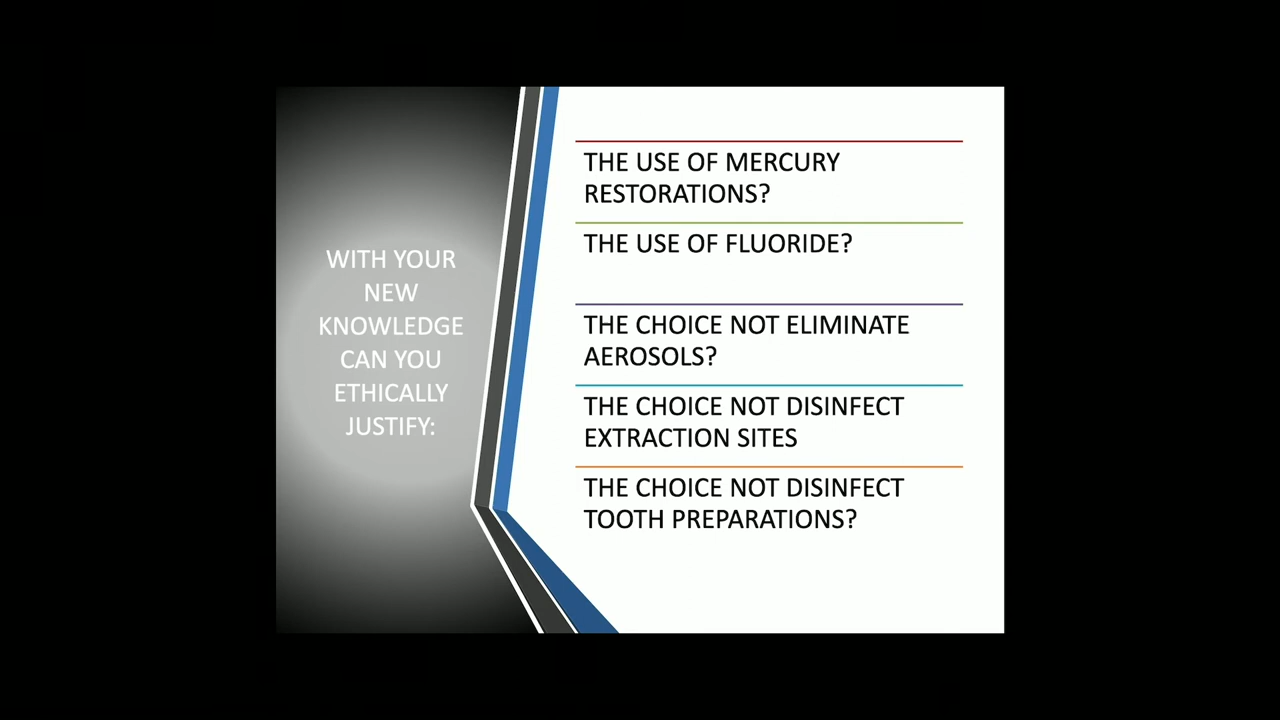 WITH YOUR
NEW
KNOWLEDGE
CAN YOU
ETHICALLY
JUSTIFY:
THE USE OF MERCURY
RESTORATIONS?
THE USE OF FLUORIDE?
THE CHOICE NOT ELIMINATE
AEROSOLS?
THE CHOICE NOT DISINFECT
EXTRACTION SITES
THE CHOICE NOT DISINFECT
TOOTH PREPARATIONS?